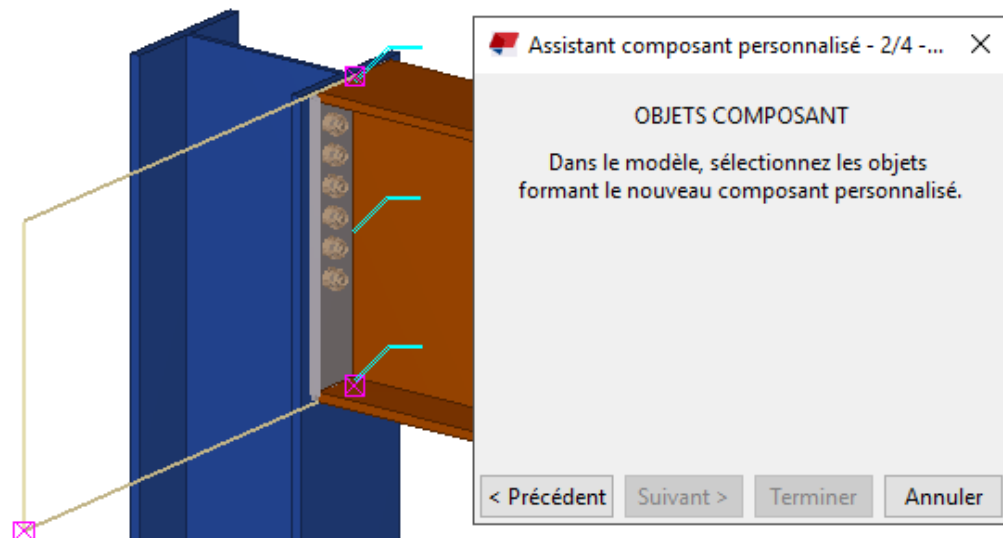 Assistant composant personnalisé - 2/4 -...
OBJETS COMPOSANT
Dans le modèle, sélectionnez les objets
formant le nouveau composant personnalisé.
< Précédent
Suivant >
Terminer
Annuler